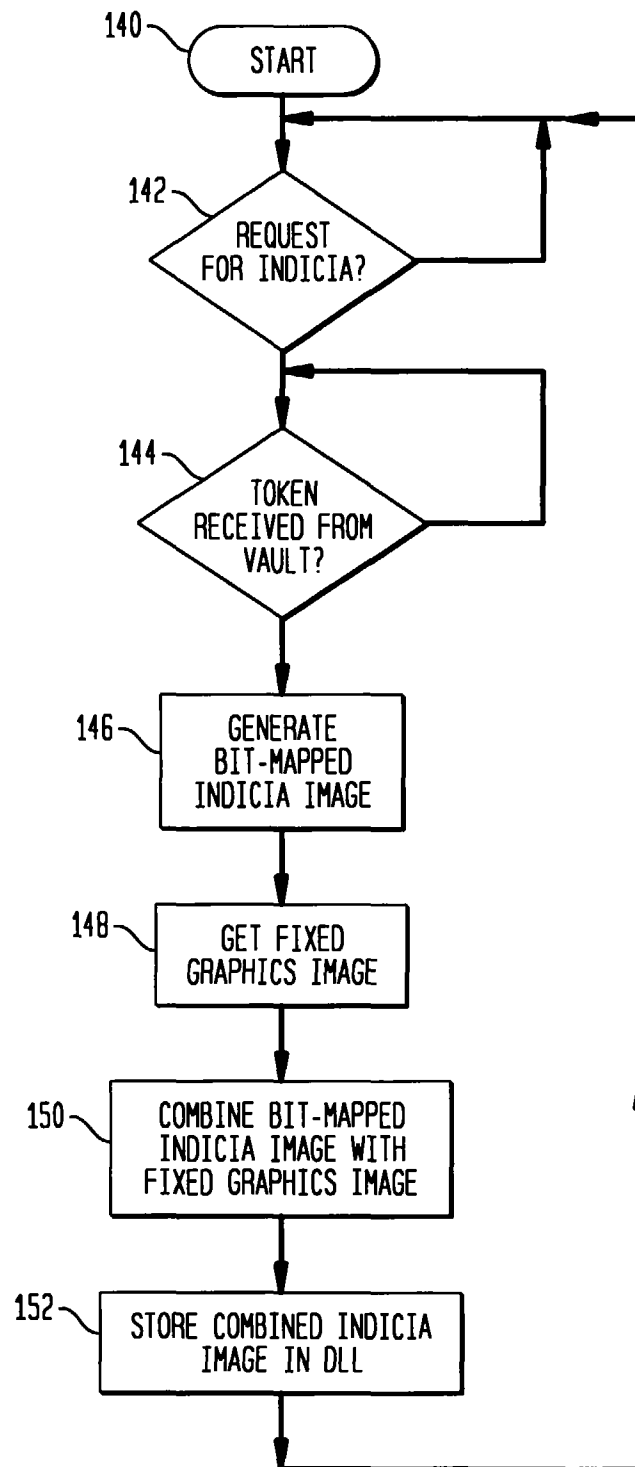 140
START
142
REQUEST
FOR INDICIA?
144
TOKEN
RECEIVED FROM
VAULT?
146
GENERATE
BIT-MAPPED
INDICIA IMAGE
148
GET FIXED
GRAPHICS IMAGE
150
COMBINE BIT-MAPPED
INDICIA IMAGE WITH
FIXED GRAPHICS IMAGE
152
STORE COMBINED INDICIA
IMAGE IN DLL